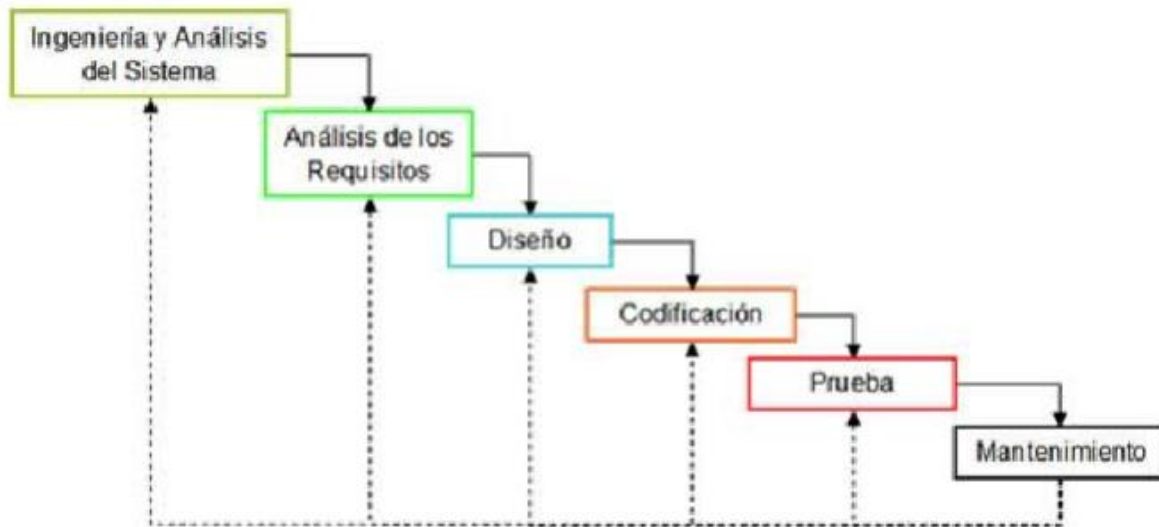 Ingeniería y Análisis
del Sistema
Análisis de los
Requisitos
Diseño
Codificación
Prueba
Mantenimiento